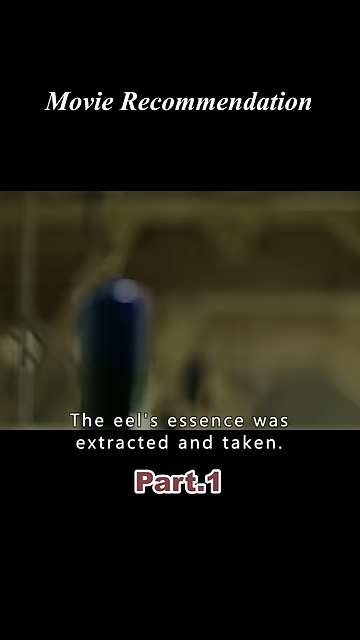 Movie Recommendation
The eel's essence was
extracted and taken.
Part.1